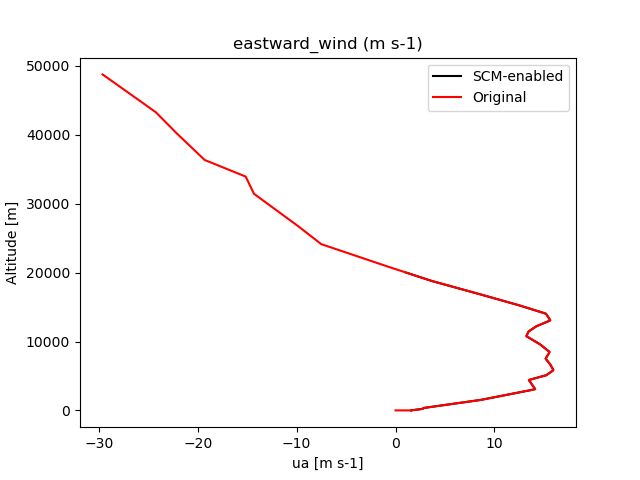 eastward_wind (m s-1)
SCM-enabled
Original
50000
40000
30000
20000
10000
0
Altitude [m]
−30
−20
−10
0
10
ua [m s-1]